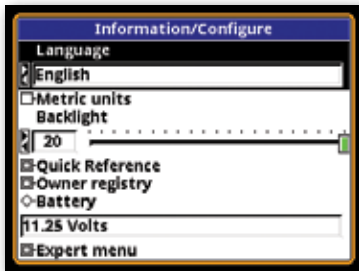 Information/Configure
Language
English
Metric units
Backlight
20
Quick Reference
Owner registry
Battery
11.25 Volts
Expert menu